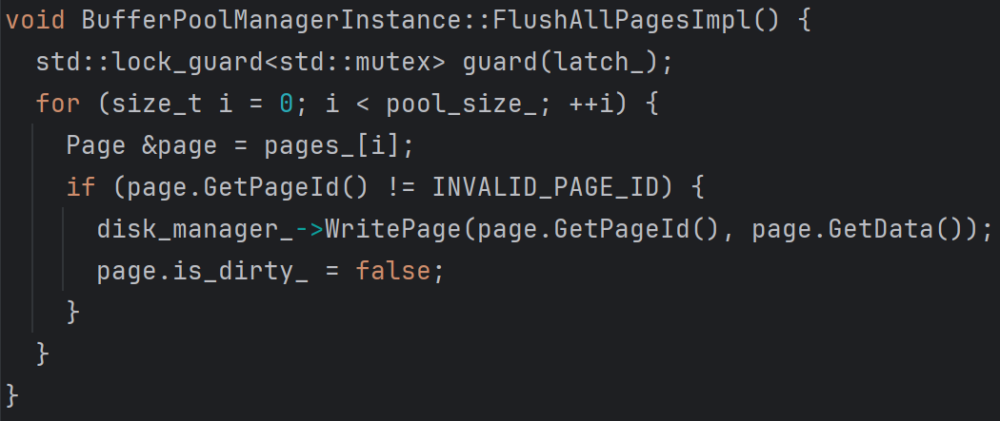 void BufferPoolManagerInstance::FlushAllPagesImpl() {
  std::lock_guard<std::mutex> guard(latch_);
  for (size_t i = 0; i < pool_size_; ++i) {
    Page &page = pages_[i];
    if (page.GetPageId() != INVALID_PAGE_ID) {
      disk_manager_->WritePage(page.GetPageId(), page.GetData());
      page.is_dirty_ = false;
    }
  }
}